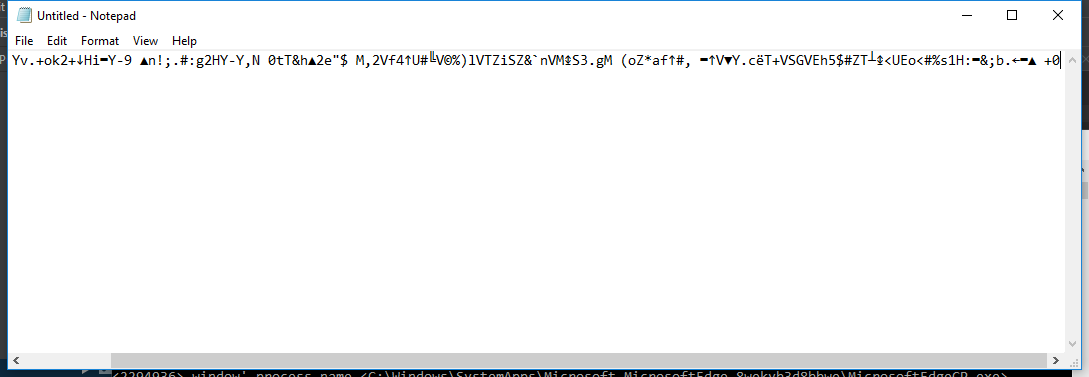 Untitled - Notepad
File Edit Format View Help
Yv.+ok2+↓Hi▬Y-9 ▲n!;.#:g2HY-Y,N 0tT&h▲2e"$ M,2Vf4↑U#╚V©%)lVTZiSZ&`nVM↨S3.gM (oZ*af↑#, ▬↑V▼Y.cëT+VSGVEh5$#ZT┴↨<UEo<#%s1H:▬&;b.←▬▲ +0
<2294936> window' process name <C:\Windows\SystemApps\Microsoft.MicrosoftEdge_8wekyb3d8bbwe\MicrosoftEdgeCP.exe>